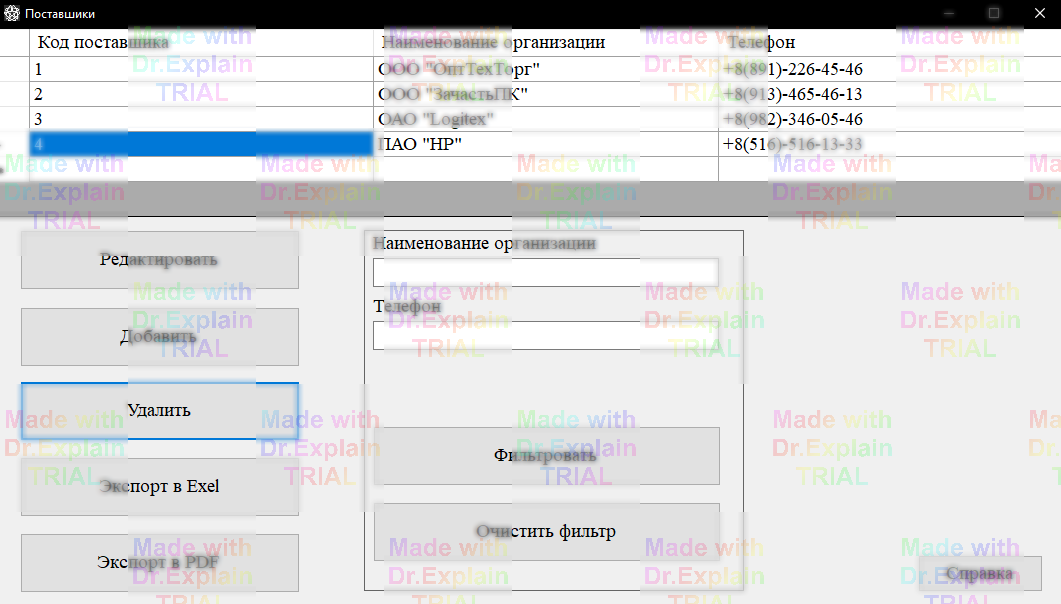 Поставшики
Код поставшика Наименование организации Телефон
1 ООО "ОптТехТорг" +8(891)-226-45-46
2 ООО "ЗачастьПК" +8(913)-465-46-13
3 ОАО "Logitex" +8(982)-346-05-46
4 ПАО "НР" +8(516)-516-13-33
Редактировать
Добавить
Удалить
Экспорт в Exel
Экспорт в PDF
Наименование организации
Телефон
Фильтровать
Очистить фильтр
Справка
Made with
Dr.Explain
TRIAL